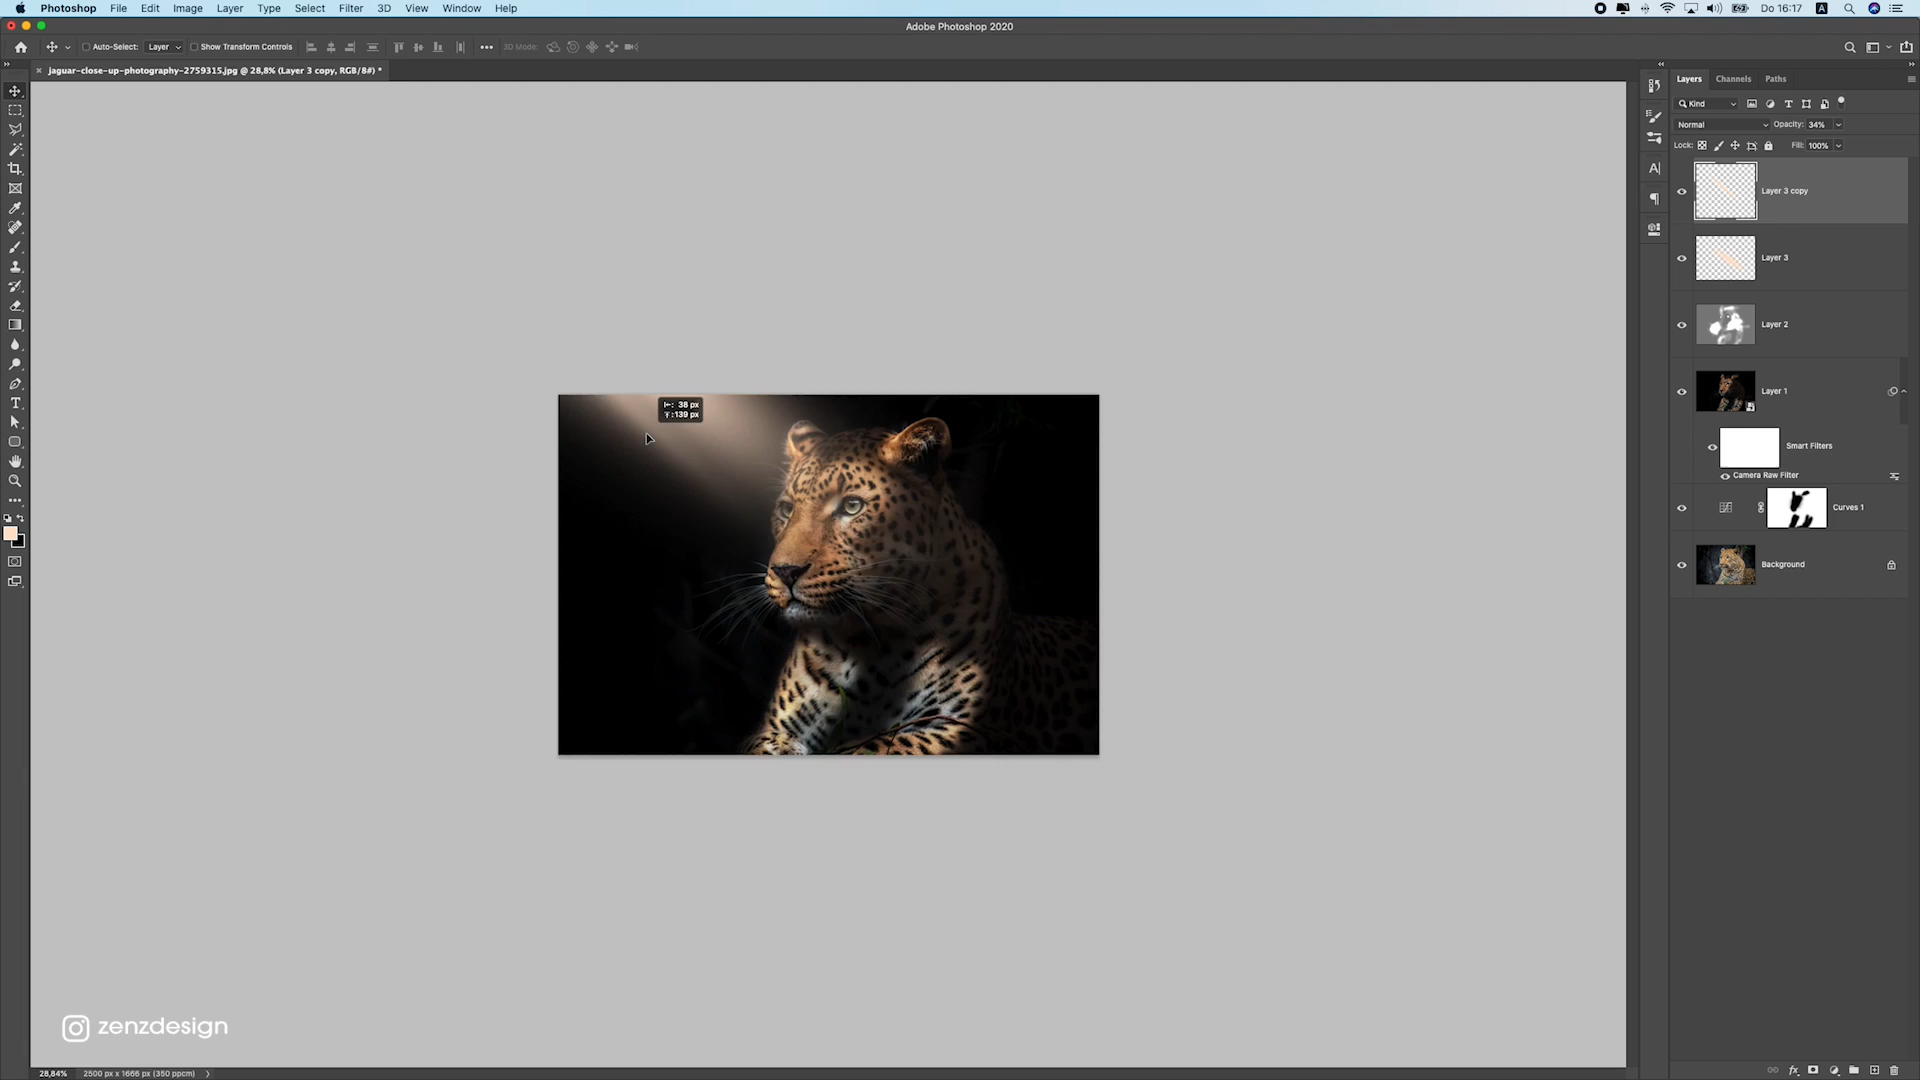 Photoshop File Edit Image Layer Type Select Filter 3D View Window Help
Do 16:17 A
Adobe Photoshop 2020
Auto-Select: Layer Show Transform Controls 3D Mode:
× jaguar-close-up-photography-2759315.jpg @ 28,8% (Layer 3 copy, RGB/8#) *
Layers Channels Paths
Kind
Normal Opacity: 34%
Lock: Fill: 100%
Layer 3 copy
Layer 3
Layer 2
Layer 1
Smart Filters
Camera Raw Filter
Curves 1
Background
38 px
139 px
zenzdesign
28,84% 2500 px x 1666 px (350 ppcm)